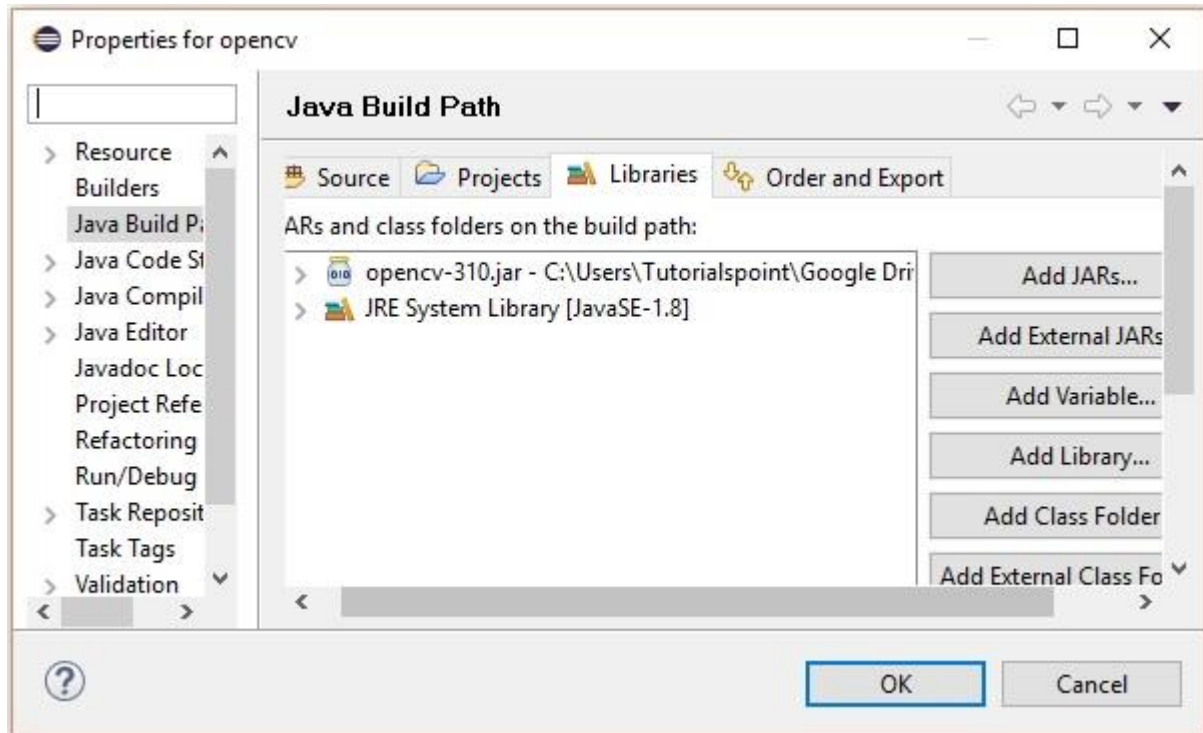 Properties for opencv
Java Build Path
Resource
Builders
Java Build Pa
Java Code St
Java Compil
Java Editor
Javadoc Loc
Project Refe
Refactoring
Run/Debug
Task Reposit
Task Tags
Validation
Source Projects Libraries Order and Export
ARs and class folders on the build path:
opencv-310.jar - C:\Users\Tutorialspoint\Google Dri
JRE System Library [JavaSE-1.8]
Add JARs...
Add External JARs
Add Variable...
Add Library...
Add Class Folder
Add External Class Fo
OK Cancel